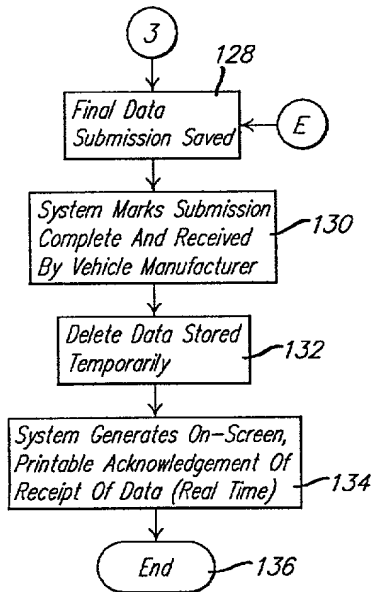 3
128
Final Data
Submission Saved
E
System Marks Submission
Complete And Received
By Vehicle Manufacturer
130
Delete Data Stored
Temporarily
132
System Generates On-Screen,
Printable Acknowledgement Of
Receipt Of Data (Real Time)
134
End
136